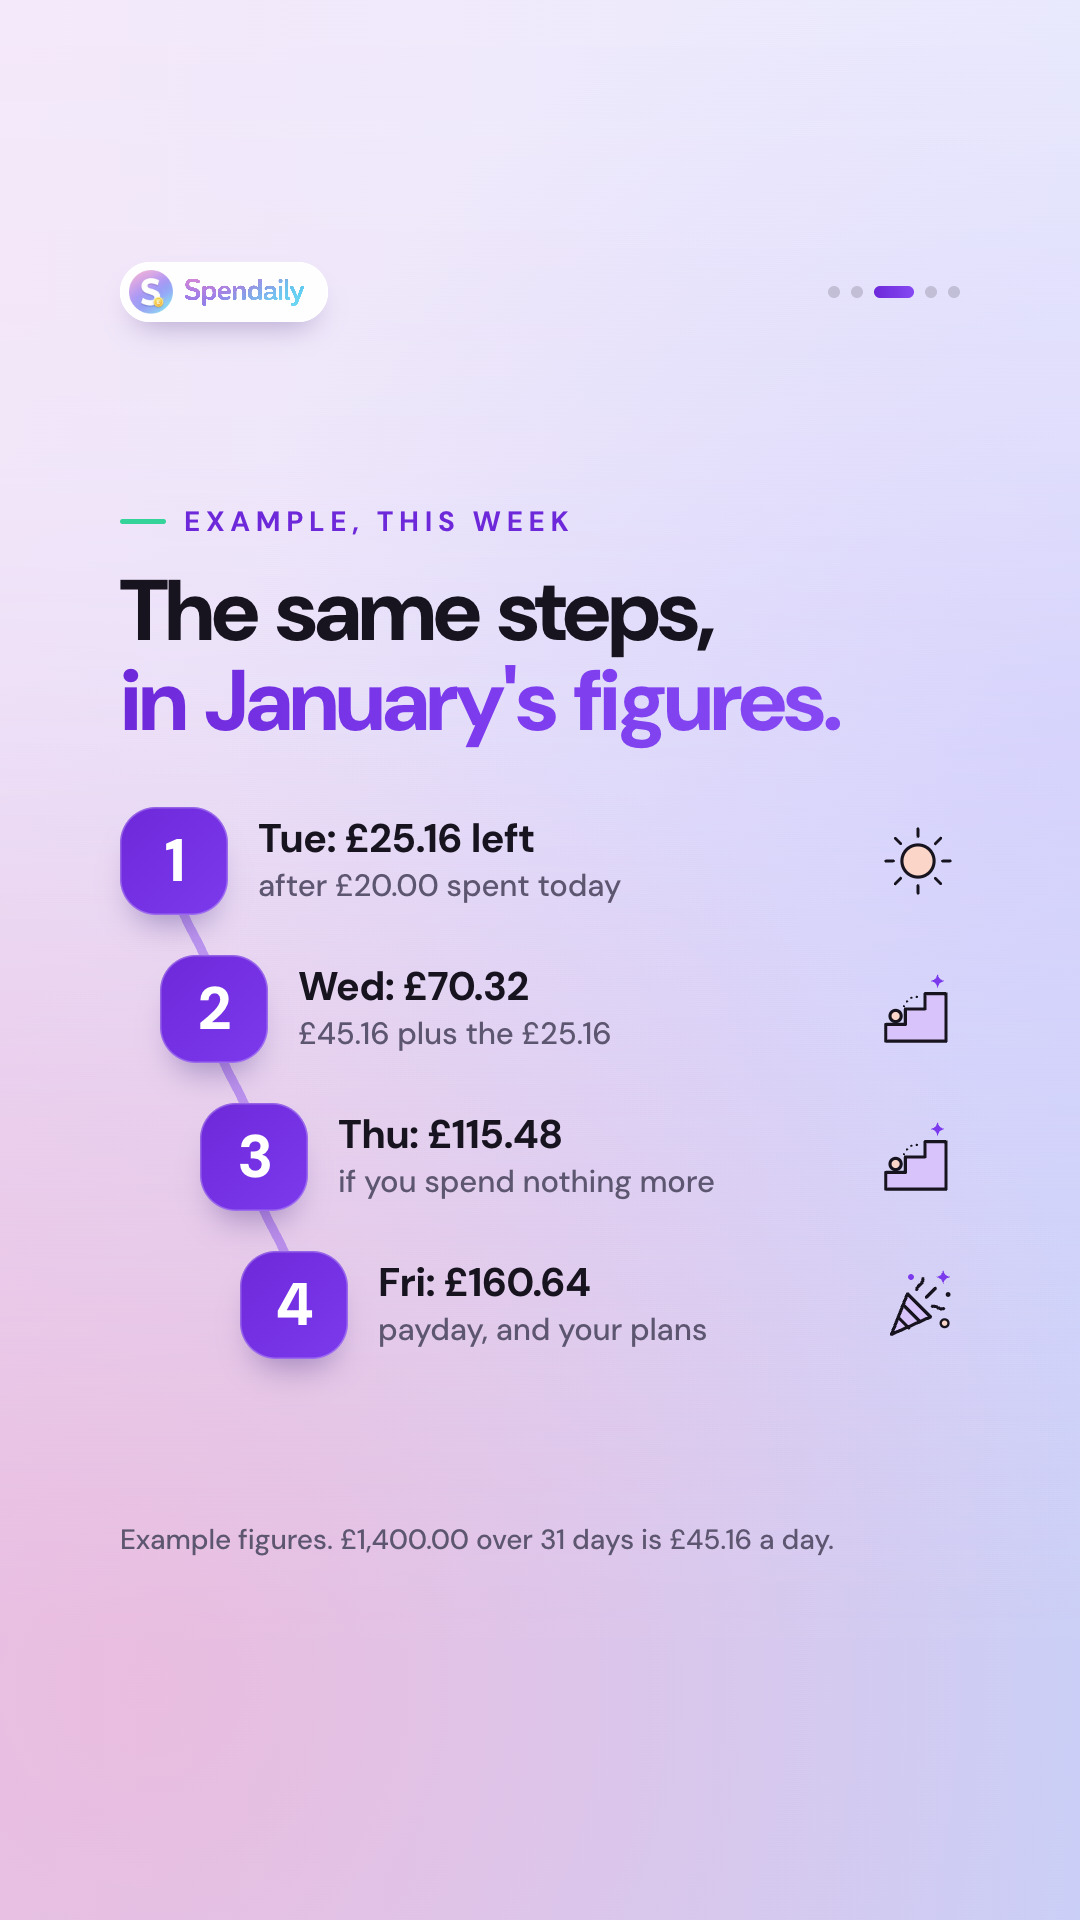 Spendaily
EXAMPLE, THIS WEEK
The same steps,
in January's figures.
1
Tue: £25.16 left
after £20.00 spent today
2
Wed: £70.32
£45.16 plus the £25.16
3
Thu: £115.48
if you spend nothing more
4
Fri: £160.64
payday, and your plans
Example figures. £1,400.00 over 31 days is £45.16 a day.